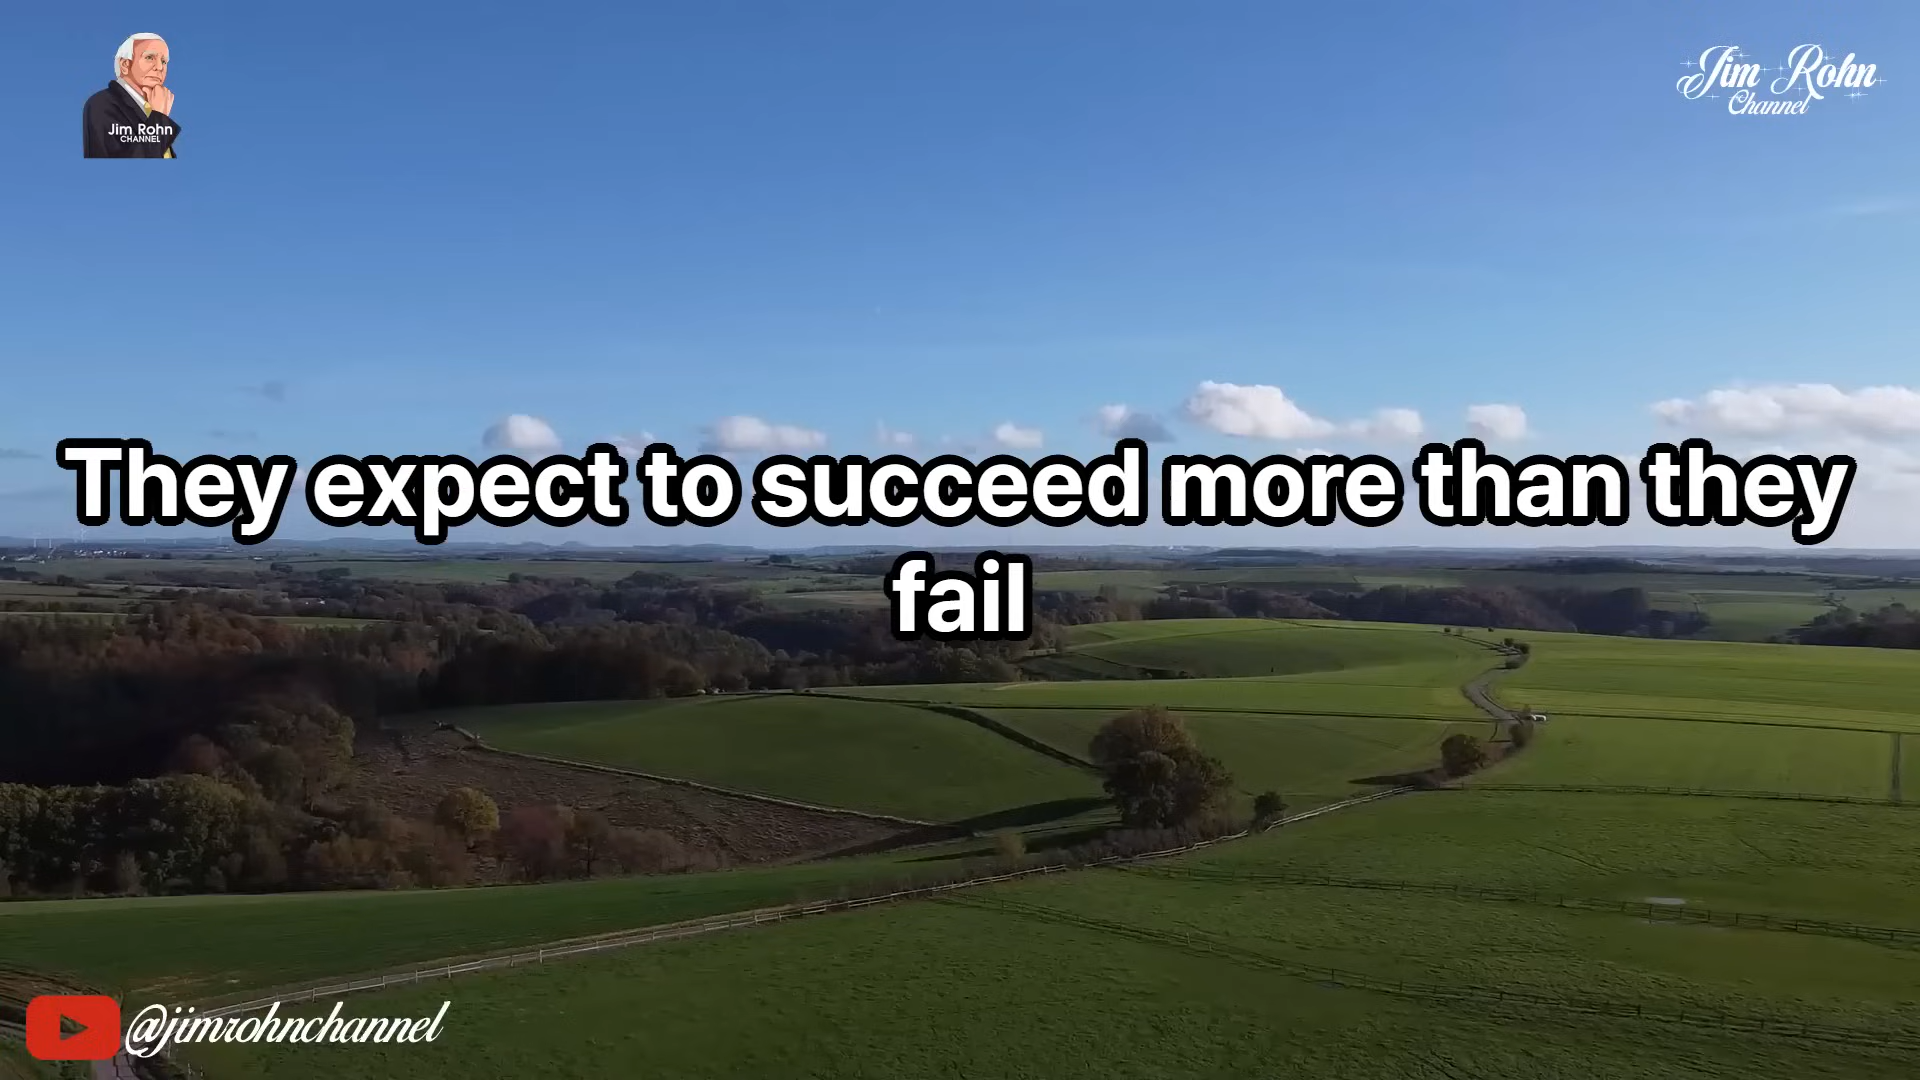 Jim Rohn
CHANNEL
Jim Rohn
Channel
They expect to succeed more than they
fail
@jimrohnchannel